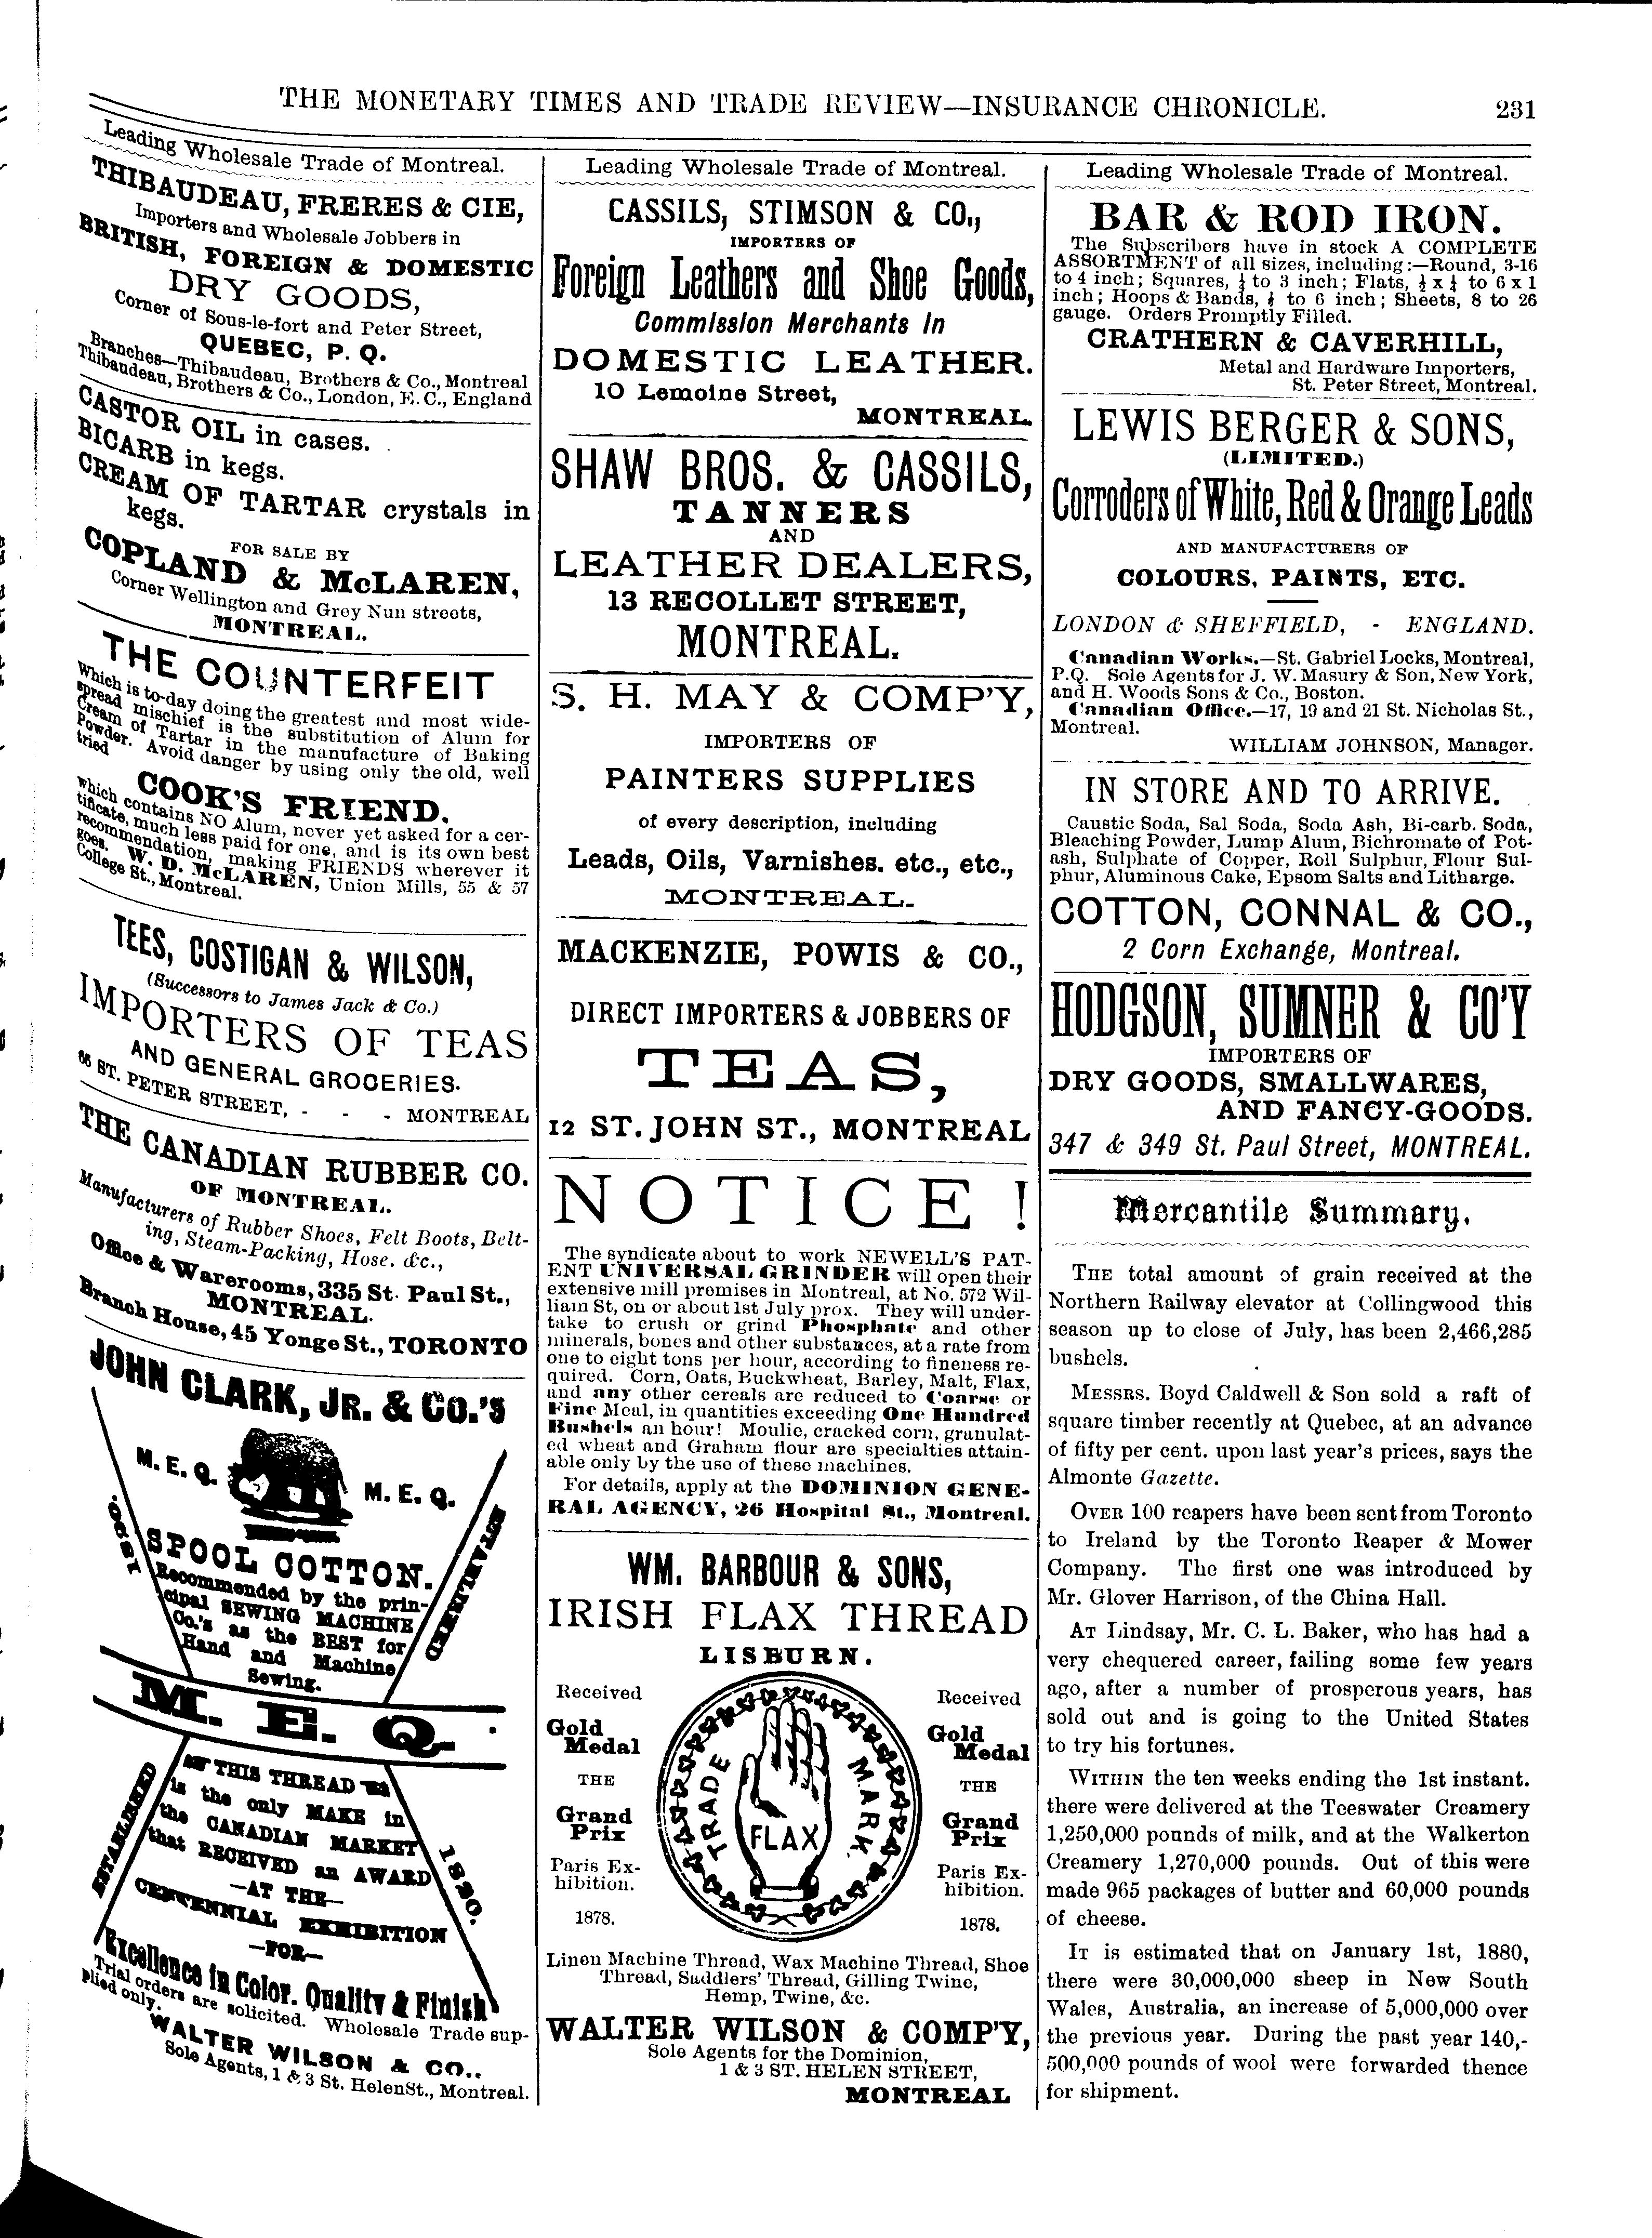 THE MONETARY TIMES AND TRADE REVIEW—INSURANCE CHRONICLE. 231
Leading Wholesale Trade of Montreal.
THIBAUDEAU, FRERES & CIE,
Importers and Wholesale Jobbers in
BRITISH, FOREIGN & DOMESTIC
DRY GOODS,
Corner of Sous-le-fort and Peter Street,
QUEBEC, P. Q.
Branches—Thibaudeau, Brothers & Co., Montreal
Thibaudeau, Brothers & Co., London, E. C., England
CASTOR OIL in cases.
BICARB in kegs.
CREAM OF TARTAR crystals in
kegs.
FOR SALE BY
COPLAND & McLAREN,
Corner Wellington and Grey Nun streets,
MONTREAL.
THE COUNTERFEIT
Which is to-day doing the greatest and most wide-
spread mischief is the substitution of Alum for
Cream of Tartar in the manufacture of Baking
Powder. Avoid danger by using only the old, well
tried
COOK'S FRIEND.
which contains NO Alum, never yet asked for a cer-
tificate, much less paid for one, and is its own best
recommendation, making FRIENDS wherever it
goes. W. D. McLAREN, Union Mills, 55 & 57
College St., Montreal.
TEES, COSTIGAN & WILSON,
(Successors to James Jack & Co.)
IMPORTERS OF TEAS
AND GENERAL GROCERIES.
66 ST. PETER STREET, - - - MONTREAL
THE CANADIAN RUBBER CO.
OF MONTREAL.
Manufacturers of Rubber Shoes, Felt Boots, Belt-
ing, Steam-Packing, Hose. &c.,
Office & Warerooms, 335 St. Paul St.,
MONTREAL.
Branch House, 45 Yonge St., TORONTO
JOHN CLARK, JR. & CO.'S
M. E. Q.
M. E. Q.
SPOOL COTTON.
Recommended by the prin-
cipal SEWING MACHINE
Co.'s as the BEST for
Hand and Machine
Sewing.
ESTABLISHED
M. E. Q.
THIS THREAD
is the only MAKE in
the CANADIAN MARKET
that RECEIVED an AWARD
—AT THE—
CENTENNIAL EXHIBITION
—FOR—
Excellence in Color. Quality & Finish
ESTABLISHED
1820.
Trial orders are solicited. Wholesale Trade sup-
plied only.
WALTER WILSON & CO.,
Sole Agents, 1 & 3 St. Helen St., Montreal.
Leading Wholesale Trade of Montreal.
CASSILS, STIMSON & CO.,
IMPORTERS OF
Foreign Leathers and Shoe Goods,
Commission Merchants in
DOMESTIC LEATHER.
10 Lemoine Street,
MONTREAL.
SHAW BROS. & CASSILS,
TANNERS
AND
LEATHER DEALERS,
13 RECOLLET STREET,
MONTREAL.
S. H. MAY & COMP'Y,
IMPORTERS OF
PAINTERS SUPPLIES
of every description, including
Leads, Oils, Varnishes. etc., etc.,
MONTREAL.
MACKENZIE, POWIS & CO.,
DIRECT IMPORTERS & JOBBERS OF
TEAS,
12 ST. JOHN ST., MONTREAL
NOTICE !
The syndicate about to work NEWELL'S PAT-
ENT UNIVERSAL GRINDER will open their
extensive mill premises in Montreal, at No. 572 Wil-
liam St, on or about 1st July prox. They will under-
take to crush or grind Phosphate and other
minerals, bones and other substances, at a rate from
one to eight tons per hour, according to fineness re-
quired. Corn, Oats, Buckwheat, Barley, Malt, Flax,
and any other cereals are reduced to Coarse or
Fine Meal, in quantities exceeding One Hundred
Bushels an hour! Moulie, cracked corn, granulat-
ed wheat and Graham flour are specialties attain-
able only by the use of these machines.
For details, apply at the DOMINION GENE-
RAL AGENCY, 26 Hospital St., Montreal.
WM. BARBOUR & SONS,
IRISH FLAX THREAD
LISBURN.
Received
Gold
Medal
THE
Grand
Prix
Paris Ex-
hibition.
1878.
TRADE MARK.
FLAX
Received
Gold
Medal
THE
Grand
Prix
Paris Ex-
hibition.
1878.
Linen Machine Thread, Wax Machine Thread, Shoe
Thread, Saddlers' Thread, Gilling Twine,
Hemp, Twine, &c.
WALTER WILSON & COMP'Y,
Sole Agents for the Dominion,
1 & 3 ST. HELEN STREET,
MONTREAL
Leading Wholesale Trade of Montreal.
BAR & ROD IRON.
The Subscribers have in stock A COMPLETE
ASSORTMENT of all sizes, including:—Round, 3-16
to 4 inch; Squares, to 3 inch; Flats, x to 6 x 1
inch; Hoops & Bands, to 6 inch; Sheets, 8 to 26
gauge. Orders Promptly Filled.
CRATHERN & CAVERHILL,
Metal and Hardware Importers,
St. Peter Street, Montreal.
LEWIS BERGER & SONS,
(LIMITED.)
Corroders of White, Red & Orange Leads
AND MANUFACTURERS OF
COLOURS, PAINTS, ETC.
LONDON & SHEFFIELD, - ENGLAND.
Canadian Works.—St. Gabriel Locks, Montreal,
P.Q. Sole Agents for J. W. Masury & Son, New York,
and H. Woods Sons & Co., Boston.
Canadian Office.—17, 19 and 21 St. Nicholas St.,
Montreal.
WILLIAM JOHNSON, Manager.
IN STORE AND TO ARRIVE.
Caustic Soda, Sal Soda, Soda Ash, Bi-carb. Soda,
Bleaching Powder, Lump Alum, Bichromate of Pot-
ash, Sulphate of Copper, Roll Sulphur, Flour Sul-
phur, Aluminous Cake, Epsom Salts and Litharge.
COTTON, CONNAL & CO.,
2 Corn Exchange, Montreal.
HODGSON, SUMNER & CO'Y
IMPORTERS OF
DRY GOODS, SMALLWARES,
AND FANCY-GOODS.
347 & 349 St. Paul Street, MONTREAL.
Mercantile Summary.
THE total amount of grain received at the
Northern Railway elevator at Collingwood this
season up to close of July, has been 2,466,285
bushels.
MESSRS. Boyd Caldwell & Son sold a raft of
square timber recently at Quebec, at an advance
of fifty per cent. upon last year's prices, says the
Almonte Gazette.
OVER 100 reapers have been sent from Toronto
to Ireland by the Toronto Reaper & Mower
Company. The first one was introduced by
Mr. Glover Harrison, of the China Hall.
AT Lindsay, Mr. C. L. Baker, who has had a
very chequered career, failing some few years
ago, after a number of prosperous years, has
sold out and is going to the United States
to try his fortunes.
WITHIN the ten weeks ending the 1st instant.
there were delivered at the Teeswater Creamery
1,250,000 pounds of milk, and at the Walkerton
Creamery 1,270,000 pounds. Out of this were
made 965 packages of butter and 60,000 pounds
of cheese.
IT is estimated that on January 1st, 1880,
there were 30,000,000 sheep in New South
Wales, Australia, an increase of 5,000,000 over
the previous year. During the past year 140,-
500,000 pounds of wool were forwarded thence
for shipment.